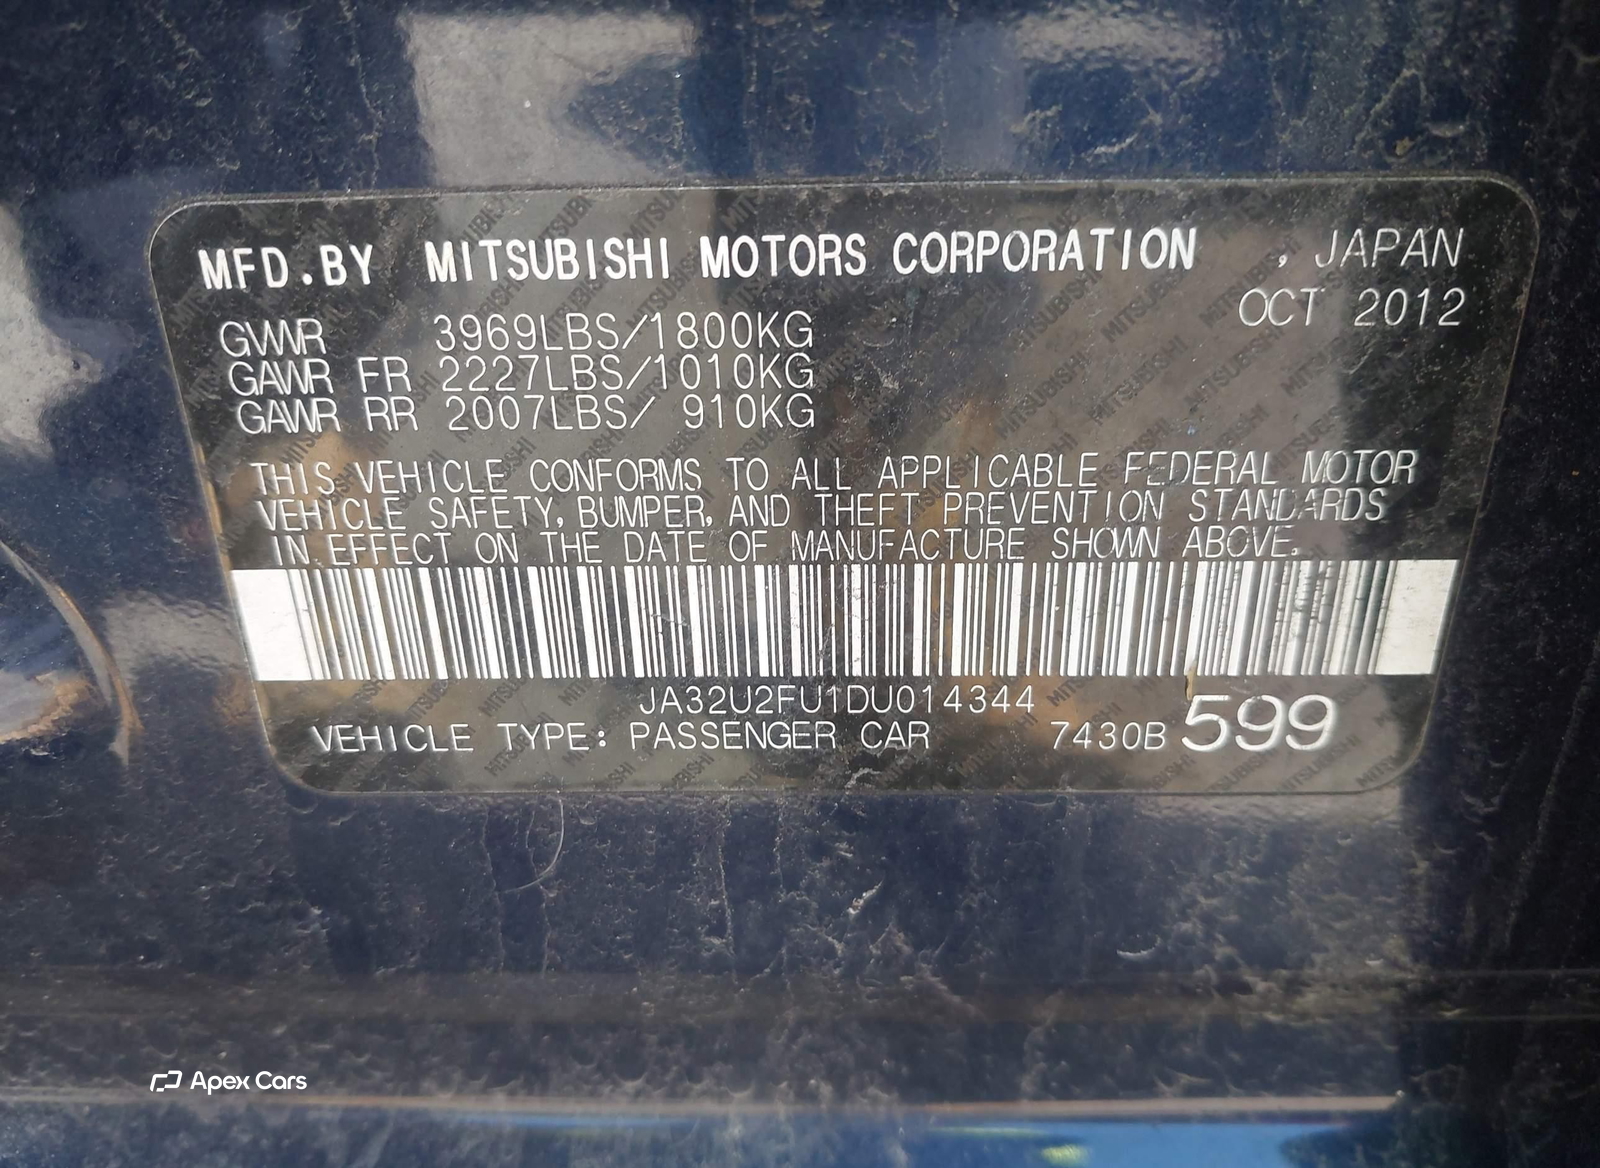 MFD.BY MITSUBISHI MOTORS CORPORATION , JAPAN
OCT 2012
GVWR 3969LBS/1800KG
GAWR FR 2227LBS/1010KG
GAWR RR 2007LBS/ 910KG
THIS VEHICLE CONFORMS TO ALL APPLICABLE FEDERAL MOTOR
VEHICLE SAFETY, BUMPER, AND THEFT PREVENTION STANDARDS
IN EFFECT ON THE DATE OF MANUFACTURE SHOWN ABOVE.
JA32U2FU1DU014344
VEHICLE TYPE: PASSENGER CAR 7430B 599
Apex Cars